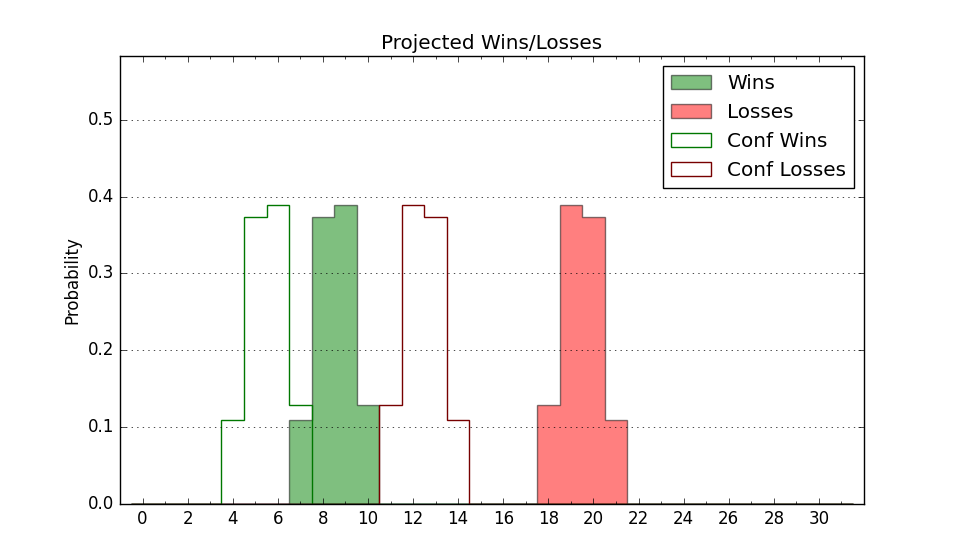 Projected Wins/Losses
Wins
Losses
Conf Wins
Conf Losses
Probability
0.5
0.4
0.3
0.2
0.1
0.0
0 2 4 6 8 10 12 14 16 18 20 22 24 26 28 30